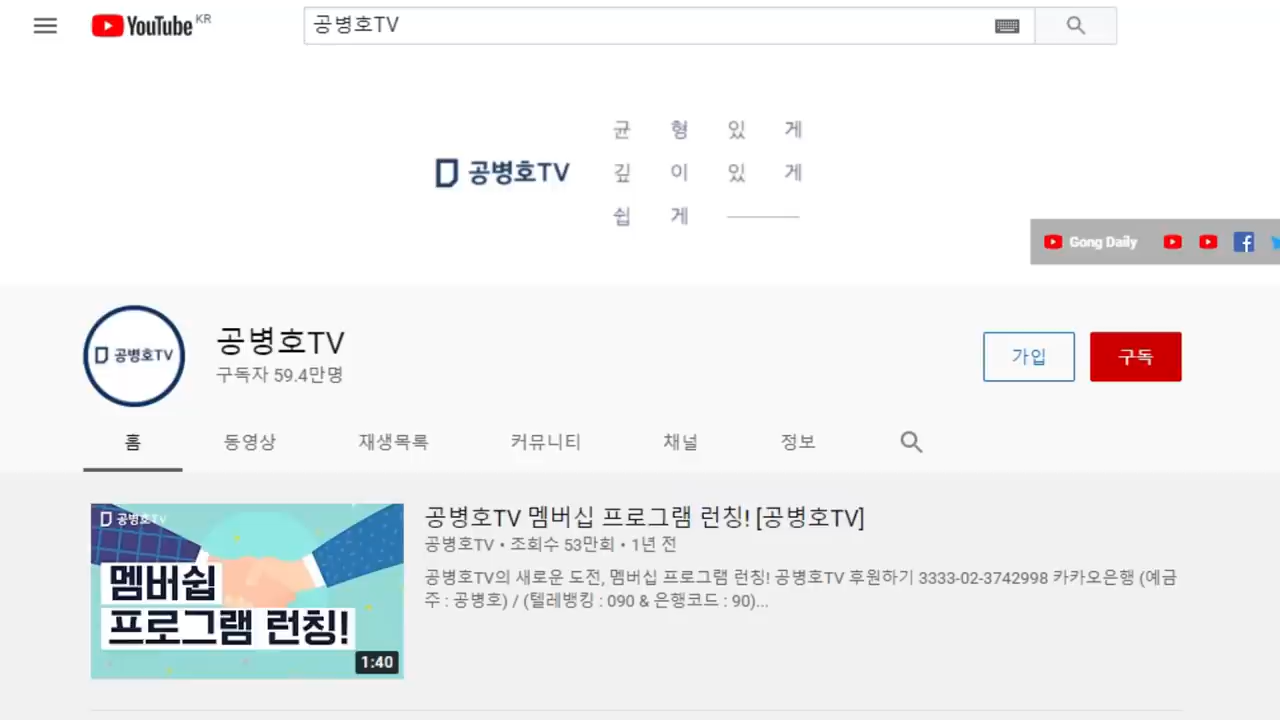 YouTube KR
공병호TV
균 형 있 게
공병호TV
깊 이 있 게
쉽 게
Gong Daily
공병호TV
공병호TV
구독자 59.4만명
가입
구독
홈 동영상 재생목록 커뮤니티 채널 정보
공병호TV
멤버쉽
프로그램 런칭!
1:40
공병호TV 멤버십 프로그램 런칭! [공병호TV]
공병호TV • 조회수 53만회 • 1년 전
공병호TV의 새로운 도전, 멤버십 프로그램 런칭! 공병호TV 후원하기 3333-02-3742998 카카오은행 (예금
주 : 공병호) / (텔레뱅킹 : 090 & 은행코드 : 90)...